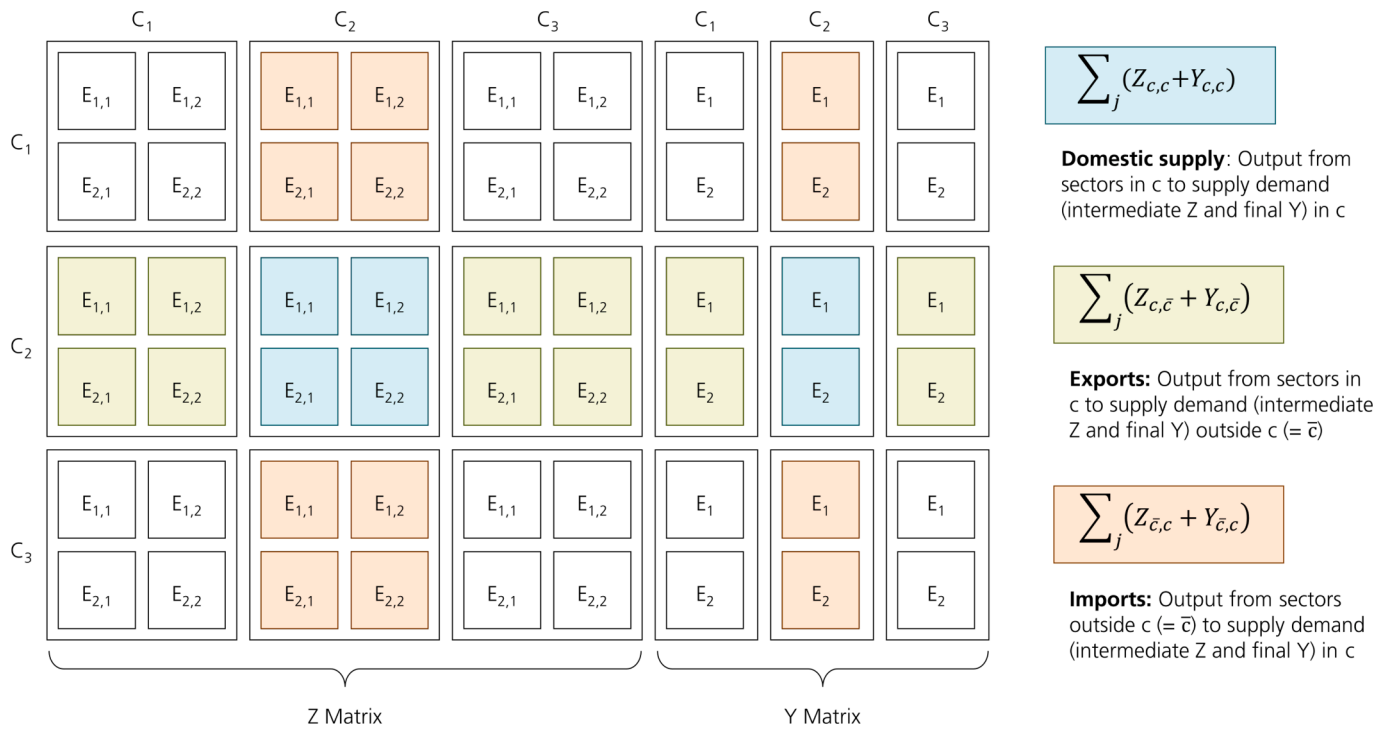 C₁ C₂ C₃ C₁ C₂ C₃
E₁,₁ E₁,₂ E₁,₁ E₁,₂ E₁,₁ E₁,₂ E₁ E₁ E₁
C₁
E₂,₁ E₂,₂ E₂,₁ E₂,₂ E₂,₁ E₂,₂ E₂ E₂ E₂
E₁,₁ E₁,₂ E₁,₁ E₁,₂ E₁,₁ E₁,₂ E₁ E₁ E₁
C₂
E₂,₁ E₂,₂ E₂,₁ E₂,₂ E₂,₁ E₂,₂ E₂ E₂ E₂
E₁,₁ E₁,₂ E₁,₁ E₁,₂ E₁,₁ E₁,₂ E₁ E₁ E₁
C₃
E₂,₁ E₂,₂ E₂,₁ E₂,₂ E₂,₁ E₂,₂ E₂ E₂ E₂
Z Matrix Y Matrix
∑ⱼ(Z_{c,c}+Y_{c,c})
Domestic supply: Output from
sectors in c to supply demand
(intermediate Z and final Y) in c
∑ⱼ(Z_{c,c̄} + Y_{c,c̄})
Exports: Output from sectors in
c to supply demand (intermediate
Z and final Y) outside c (= c̄)
∑ⱼ(Z_{c̄,c} + Y_{c̄,c})
Imports: Output from sectors
outside c (= c̄) to supply demand
(intermediate Z and final Y) in c